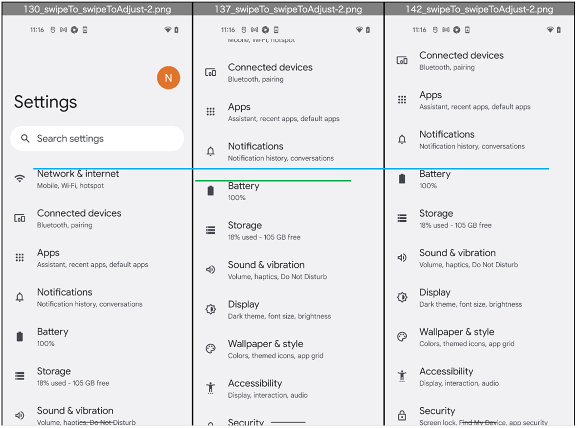 130_swipeTo_swipeToAdjust-2.png
11:16
N
Settings
Search settings
Network & internet
Mobile, Wi-Fi, hotspot
Connected devices
Bluetooth, pairing
Apps
Assistant, recent apps, default apps
Notifications
Notification history, conversations
Battery
100%
Storage
18% used - 105 GB free
Sound & vibration
Volume, haptics, Do Not Disturb
137_swipeTo_swipeToAdjust-2.png
11:16
Mobile, Wi-Fi, hotspot
Connected devices
Bluetooth, pairing
Apps
Assistant, recent apps, default apps
Notifications
Notification history, conversations
Battery
100%
Storage
18% used - 105 GB free
Sound & vibration
Volume, haptics, Do Not Disturb
Display
Dark theme, font size, brightness
Wallpaper & style
Colors, themed icons, app grid
Accessibility
Display, interaction, audio
Security
142_swipeTo_swipeToAdjust-2.png
11:16
Connected devices
Bluetooth, pairing
Apps
Assistant, recent apps, default apps
Notifications
Notification history, conversations
Battery
100%
Storage
18% used - 105 GB free
Sound & vibration
Volume, haptics, Do Not Disturb
Display
Dark theme, font size, brightness
Wallpaper & style
Colors, themed icons, app grid
Accessibility
Display, interaction, audio
Security
Screen lock, Find My Device, app security